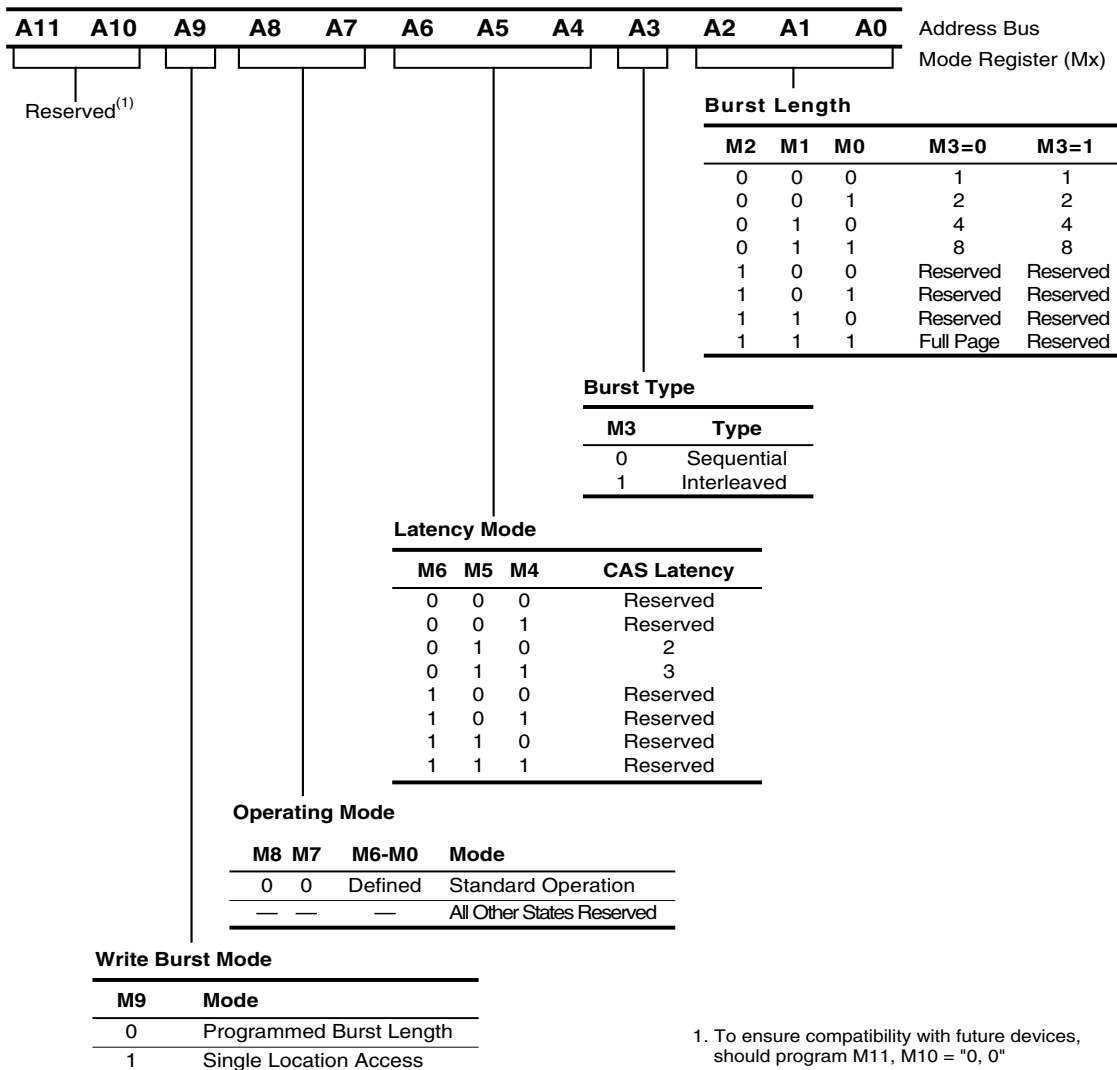 A11 A10 A9 A8 A7 A6 A5 A4 A3 A2 A1 A0 Address Bus
Mode Register (Mx)
Reserved(1)
Burst Length
M2 M1 M0 M3=0 M3=1
0 0 0 1 1
0 0 1 2 2
0 1 0 4 4
0 1 1 8 8
1 0 0 Reserved Reserved
1 0 1 Reserved Reserved
1 1 0 Reserved Reserved
1 1 1 Full Page Reserved
Burst Type
M3 Type
0 Sequential
1 Interleaved
Latency Mode
M6 M5 M4 CAS Latency
0 0 0 Reserved
0 0 1 Reserved
0 1 0 2
0 1 1 3
1 0 0 Reserved
1 0 1 Reserved
1 1 0 Reserved
1 1 1 Reserved
Operating Mode
M8 M7 M6-M0 Mode
0 0 Defined Standard Operation
— — — All Other States Reserved
Write Burst Mode
M9 Mode
0 Programmed Burst Length
1 Single Location Access
1. To ensure compatibility with future devices,
should program M11, M10 = "0, 0"